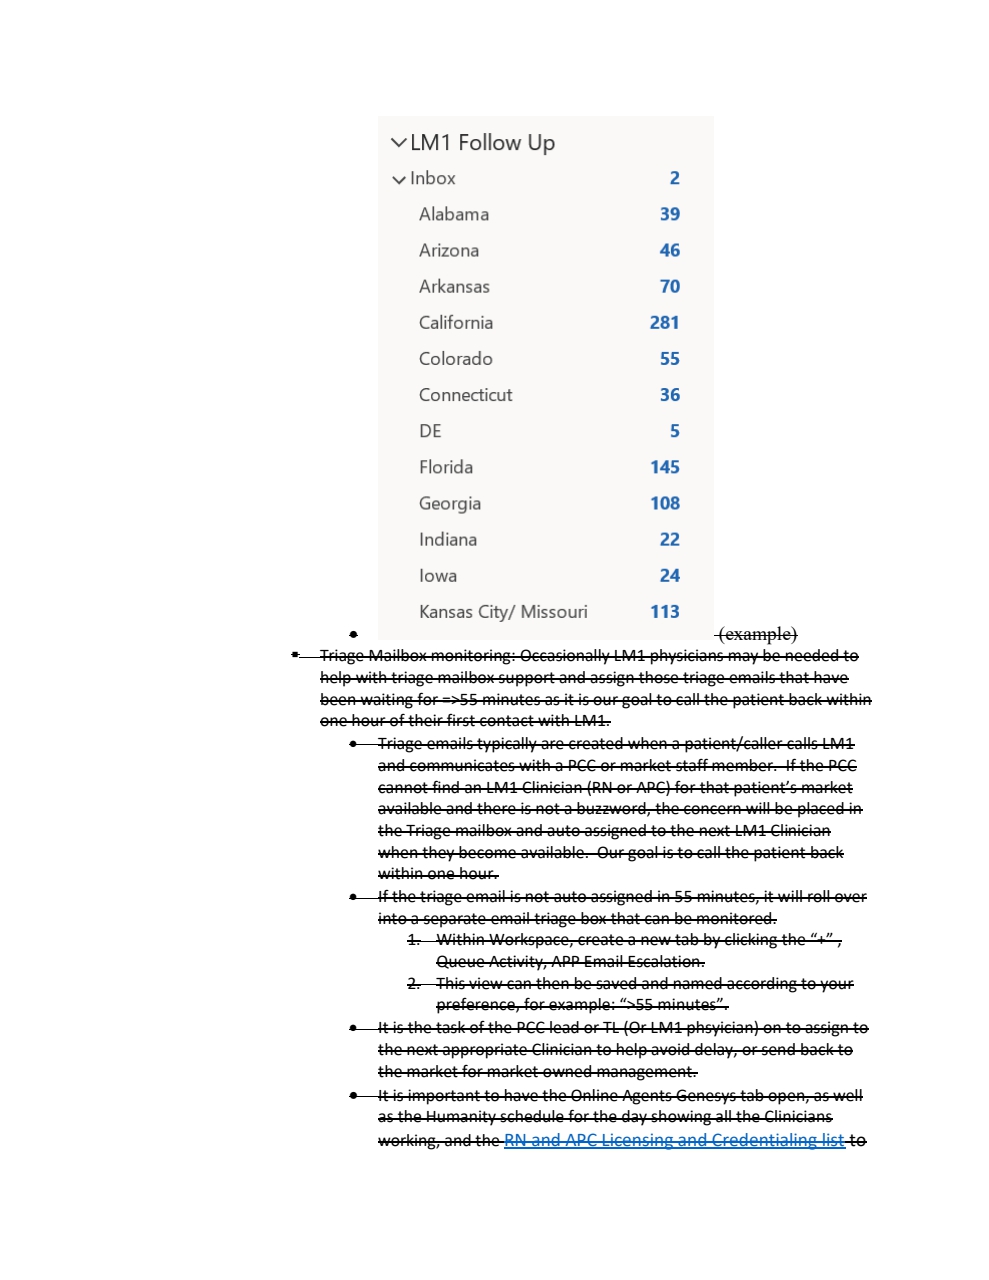 LM1 Follow Up
Inbox 2
Alabama 39
Arizona 46
Arkansas 70
California 281
Colorado 55
Connecticut 36
DE 5
Florida 145
Georgia 108
Indiana 22
Iowa 24
Kansas City/ Missouri 113
• (example)
▪ Triage Mailbox monitoring: Occasionally LM1 physicians may be needed to
help with triage mailbox support and assign those triage emails that have
been waiting for =>55 minutes as it is our goal to call the patient back within
one hour of their first contact with LM1.
• Triage emails typically are created when a patient/caller calls LM1
and communicates with a PCC or market staff member.  If the PCC
cannot find an LM1 Clinician (RN or APC) for that patient’s market
available and there is not a buzzword, the concern will be placed in
the Triage mailbox and auto assigned to the next LM1 Clinician
when they become available.  Our goal is to call the patient back
within one hour.
• If the triage email is not auto assigned in 55 minutes, it will roll over
into a separate email triage box that can be monitored.
1. Within Workspace, create a new tab by clicking the “+” ,
Queue Activity, APP Email Escalation.
2. This view can then be saved and named according to your
preference, for example: “>55 minutes”.
• It is the task of the PCC lead or TL (Or LM1 phsyician) on to assign to
the next appropriate Clinician to help avoid delay, or send back to
the market for market owned management.
• It is important to have the Online Agents Genesys tab open, as well
as the Humanity schedule for the day showing all the Clinicians
working, and the RN and APC Licensing and Credentialing list to